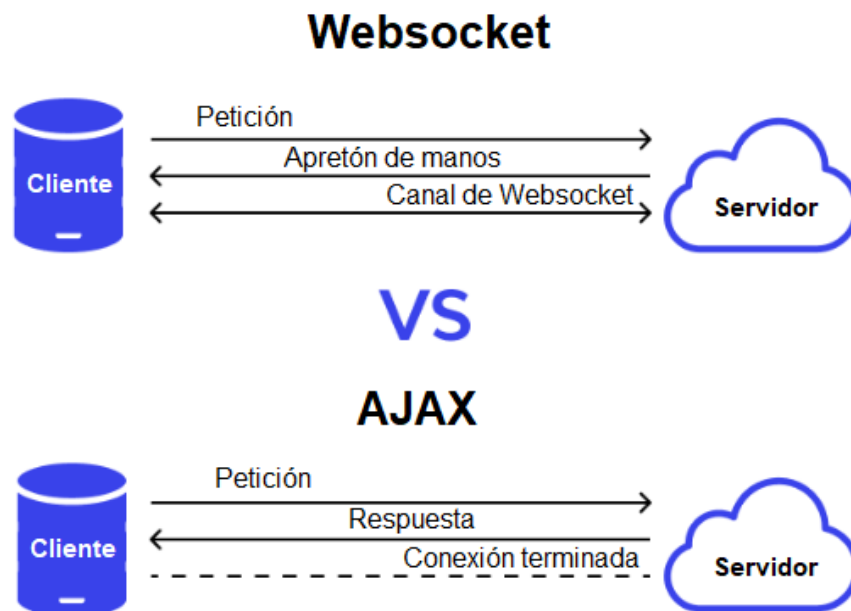 Websocket
Petición
Apretón de manos
Cliente
Canal de Websocket
Servidor
VS
AJAX
Petición
Respuesta
Cliente
Conexión terminada
Servidor